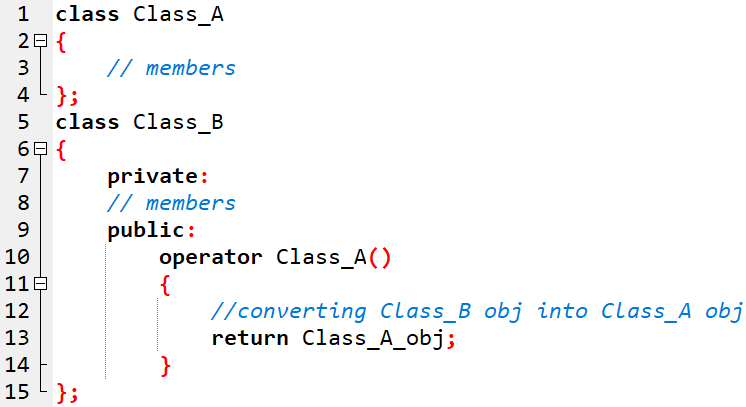 1 class Class_A
2 {
3 // members
4 };
5 class Class_B
6 {
7 private:
8 // members
9 public:
10 operator Class_A()
11 {
12 //converting Class_B obj into Class_A obj
13 return Class_A_obj;
14 }
15 };